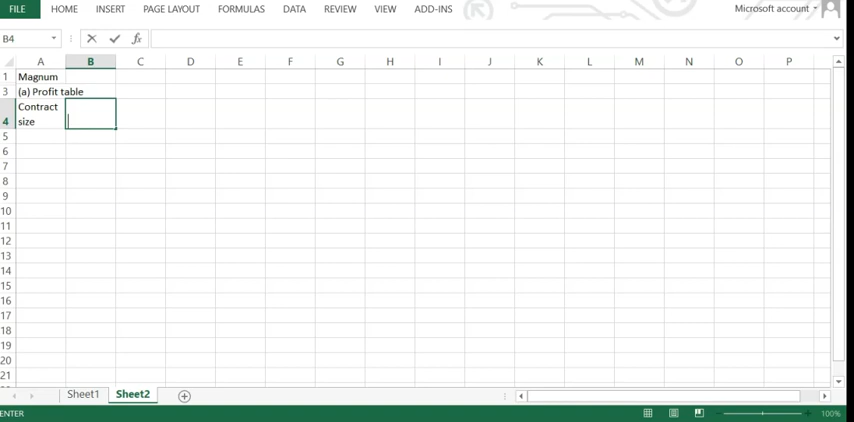 FILE HOME INSERT PAGE LAYOUT FORMULAS DATA REVIEW VIEW ADD-INS Microsoft account
B4 fx
A B C D E F G H I J K L M N O P
1 Magnum
3 (a) Profit table
Contract
4 size
5
6
7
8
9
10
11
12
13
14
15
16
17
18
19
20
21
Sheet1 Sheet2
ENTER 100%